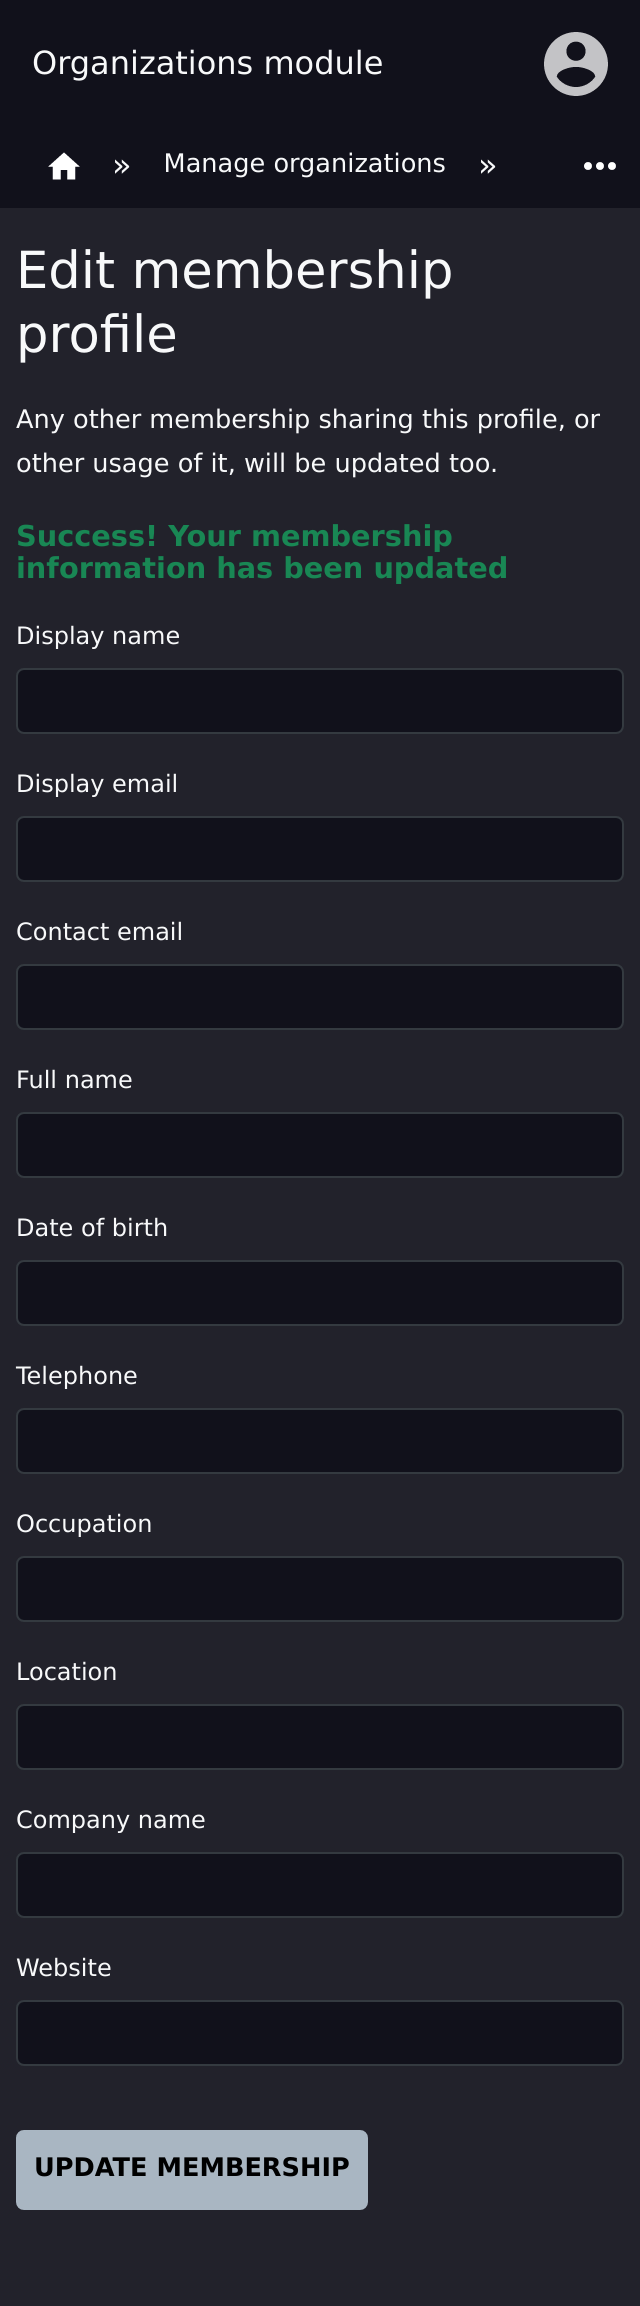 Organizations module
» Manage organizations »
Edit membership
profile
Any other membership sharing this profile, or
other usage of it, will be updated too.
Success! Your membership
information has been updated
Display name
Display email
Contact email
Full name
Date of birth
Telephone
Occupation
Location
Company name
Website
UPDATE MEMBERSHIP